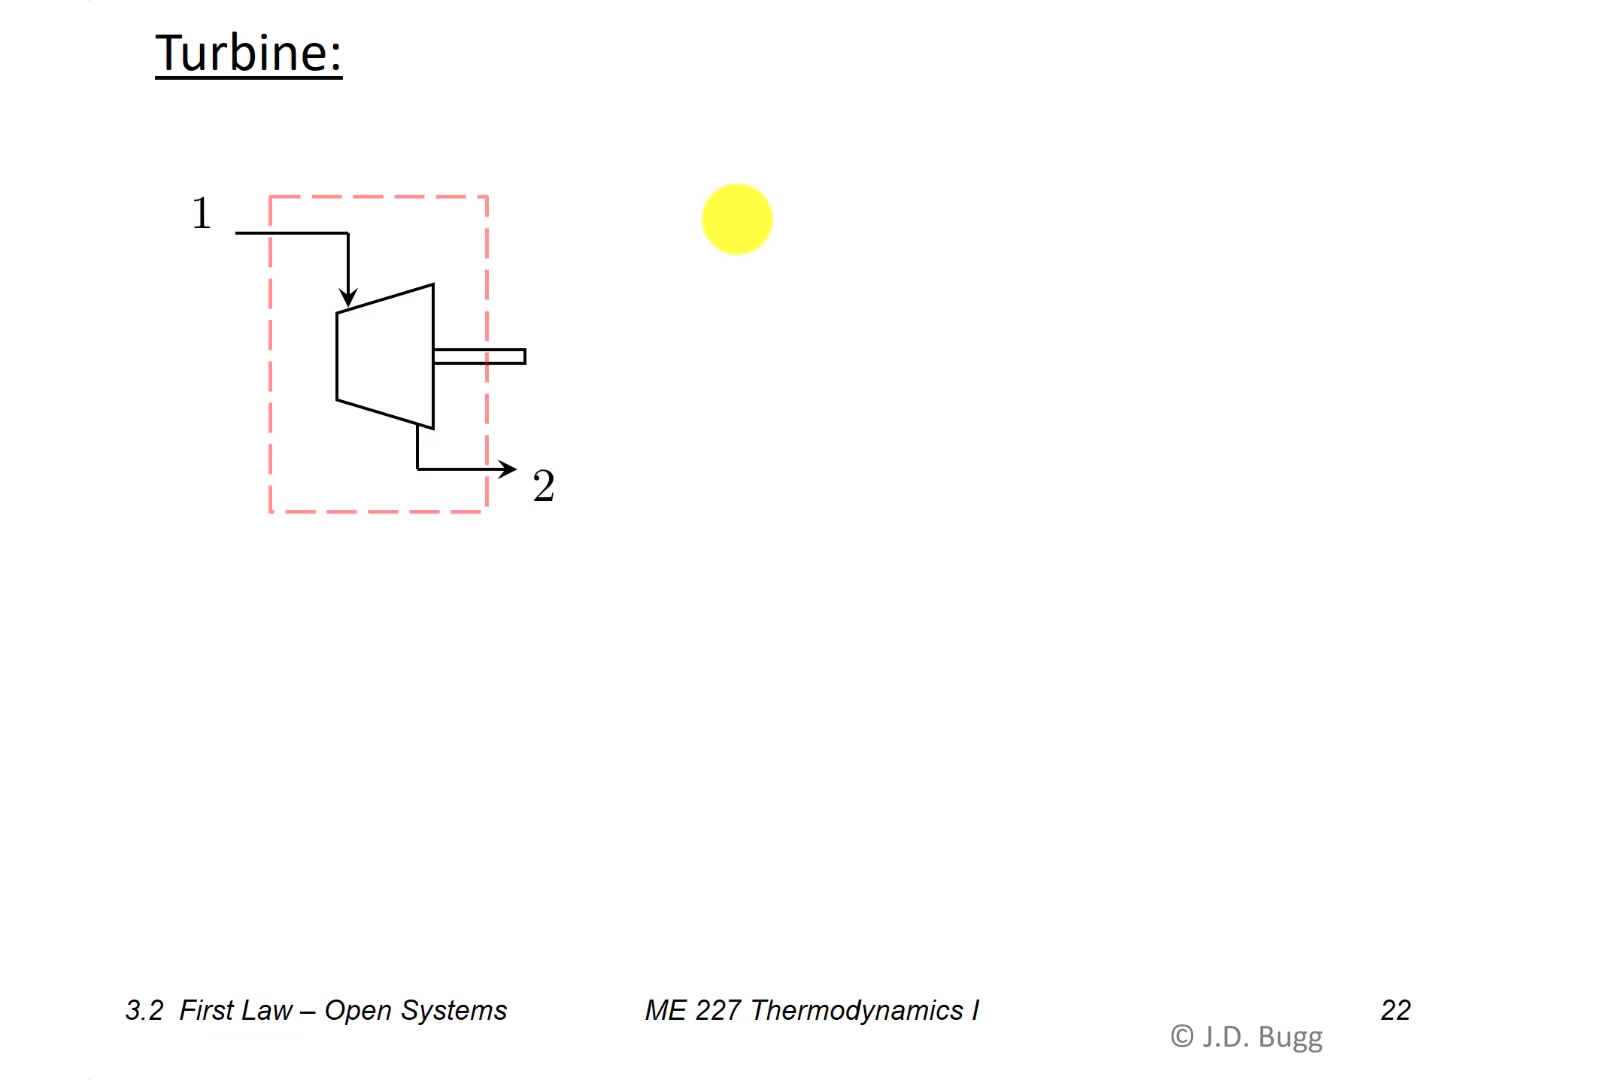 Turbine:
1
2
3.2 First Law – Open Systems ME 227 Thermodynamics I 22
© J.D. Bugg